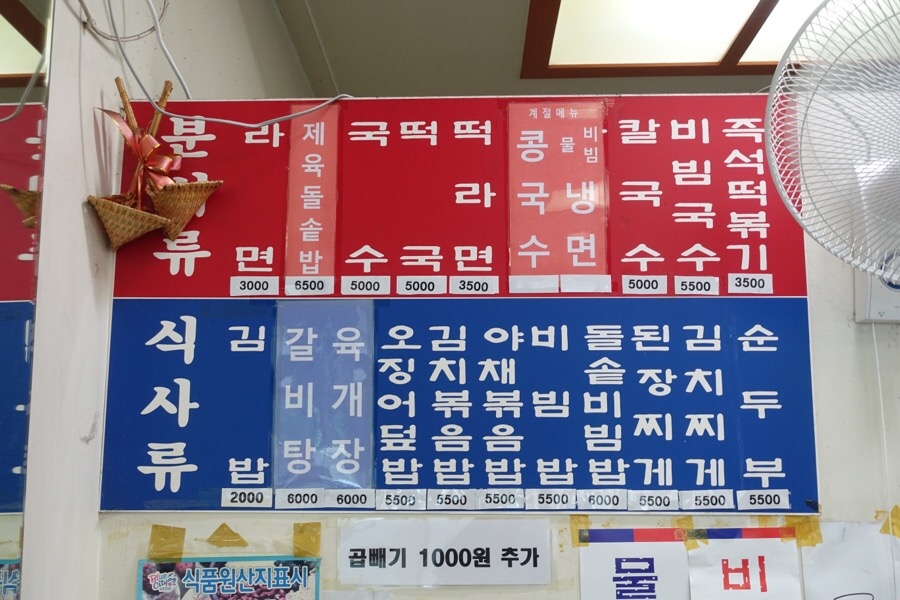 분식류
라면 3000
제육돌솥밥 6500
국수 5000
떡국 5000
떡라면 3500
계절메뉴
콩국수
물비빔냉면
칼국수 5000
비빔국수 5500
즉석떡볶기 3500
식사류
김밥 2000
갈비탕 6000
육개장 6000
오징어덮밥 5500
김치볶음밥 5500
야채볶음밥 5500
비빔밥 5500
돌솥비빔밥 6000
된장찌게 5500
김치찌게 5500
순두부 5500
곱빼기 1000원 추가
식품원산지표시
물
비